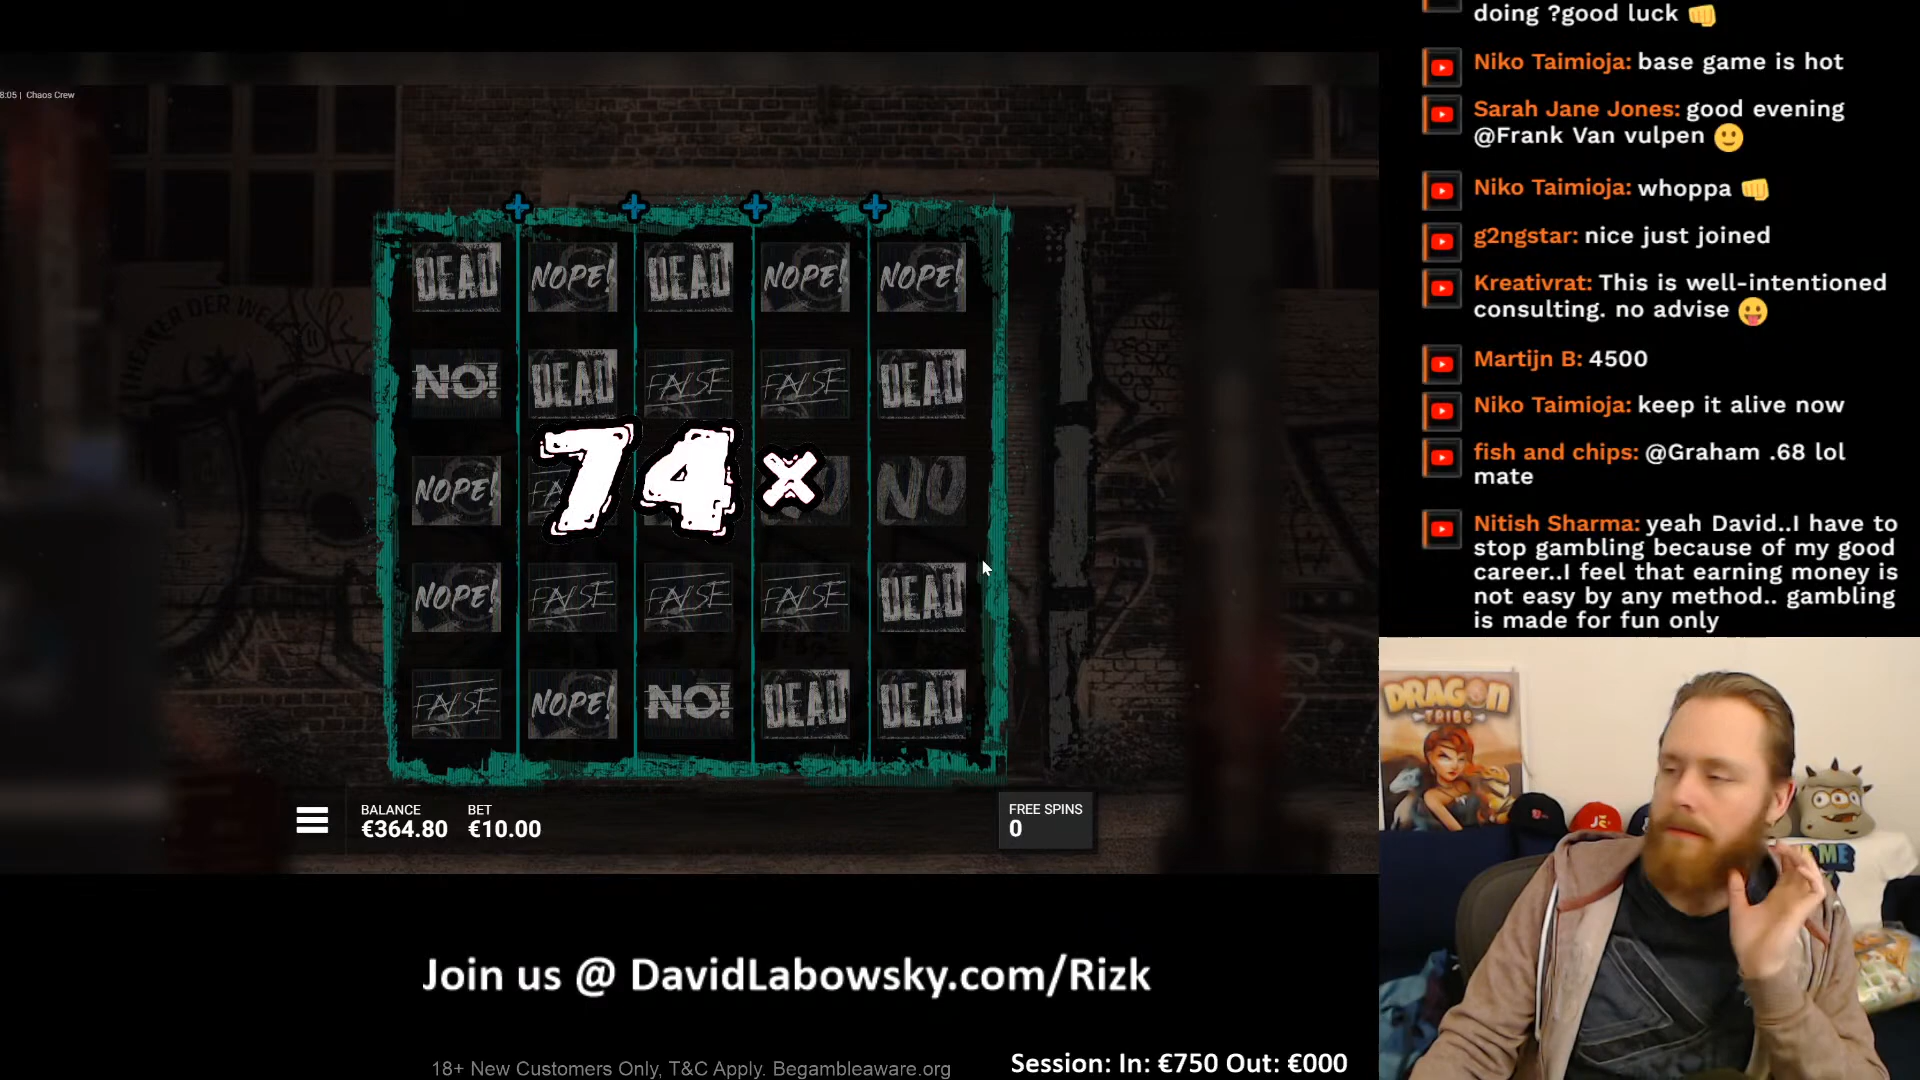 8:05 | Chaos Crew
DEAD NOPE! DEAD NOPE! NOPE!
NO! DEAD FALSE FALSE DEAD
NOPE! NO
74x
NOPE! FALSE FALSE FALSE DEAD
FALSE NOPE! NO! DEAD DEAD
BALANCE
€364.80
BET
€10.00
FREE SPINS
0
Join us @ DavidLabowsky.com/Rizk
18+ New Customers Only, T&C Apply. Begambleaware.org
Session: In: €750 Out: €000
doing ?good luck 👊
Niko Taimioja: base game is hot
Sarah Jane Jones: good evening
@Frank Van vulpen 🙂
Niko Taimioja: whoppa 👊
g2ngstar: nice just joined
Kreativrat: This is well-intentioned
consulting. no advise 😛
Martijn B: 4500
Niko Taimioja: keep it alive now
fish and chips: @Graham .68 lol
mate
Nitish Sharma: yeah David..I have to
stop gambling because of my good
career..I feel that earning money is
not easy by any method.. gambling
is made for fun only
DRAGON
TRIBE